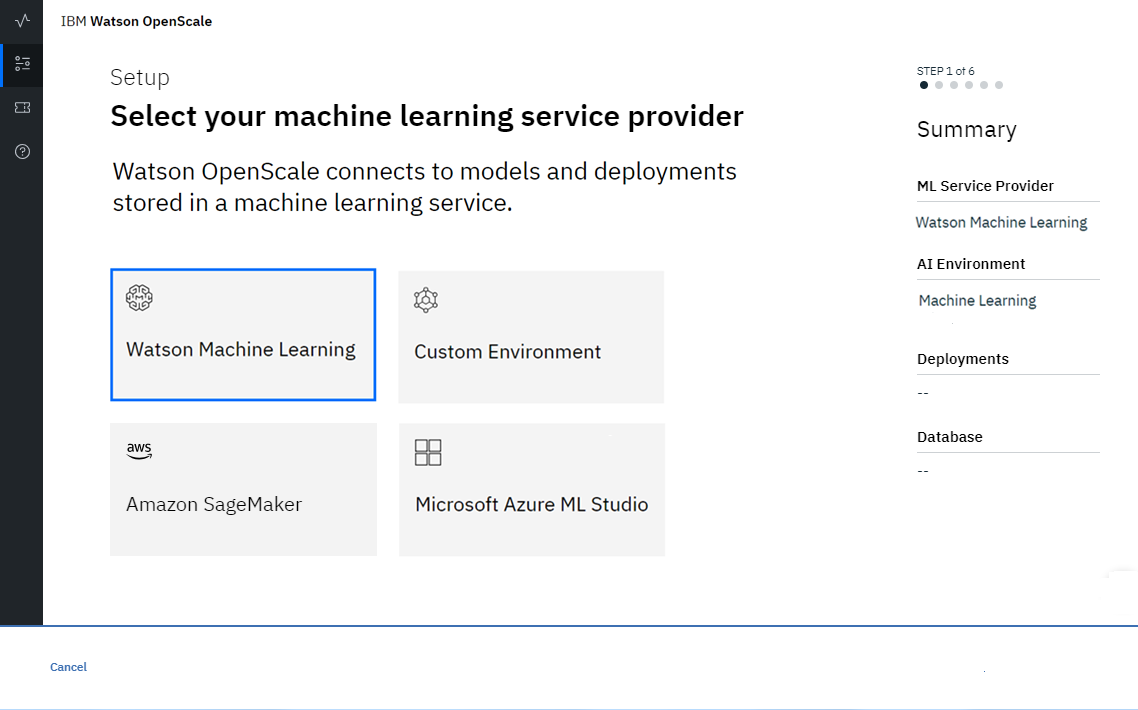 IBM Watson OpenScale
Setup
Select your machine learning service provider
Watson OpenScale connects to models and deployments
stored in a machine learning service.
Watson Machine Learning
Custom Environment
aws
Amazon SageMaker
Microsoft Azure ML Studio
STEP 1 of 6
Summary
ML Service Provider
Watson Machine Learning
AI Environment
Machine Learning
Deployments
--
Database
--
Cancel